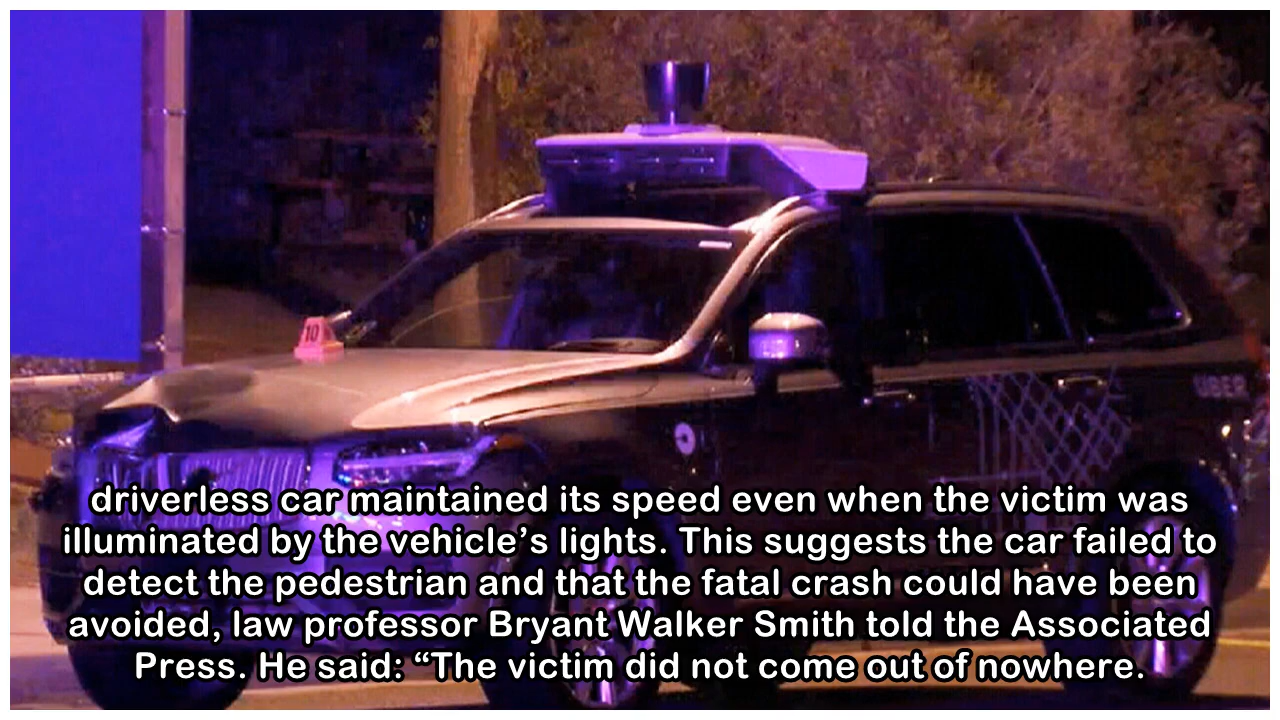 10
UBER
driverless car maintained its speed even when the victim was
illuminated by the vehicle’s lights. This suggests the car failed to
detect the pedestrian and that the fatal crash could have been
avoided, law professor Bryant Walker Smith told the Associated
Press. He said: “The victim did not come out of nowhere.